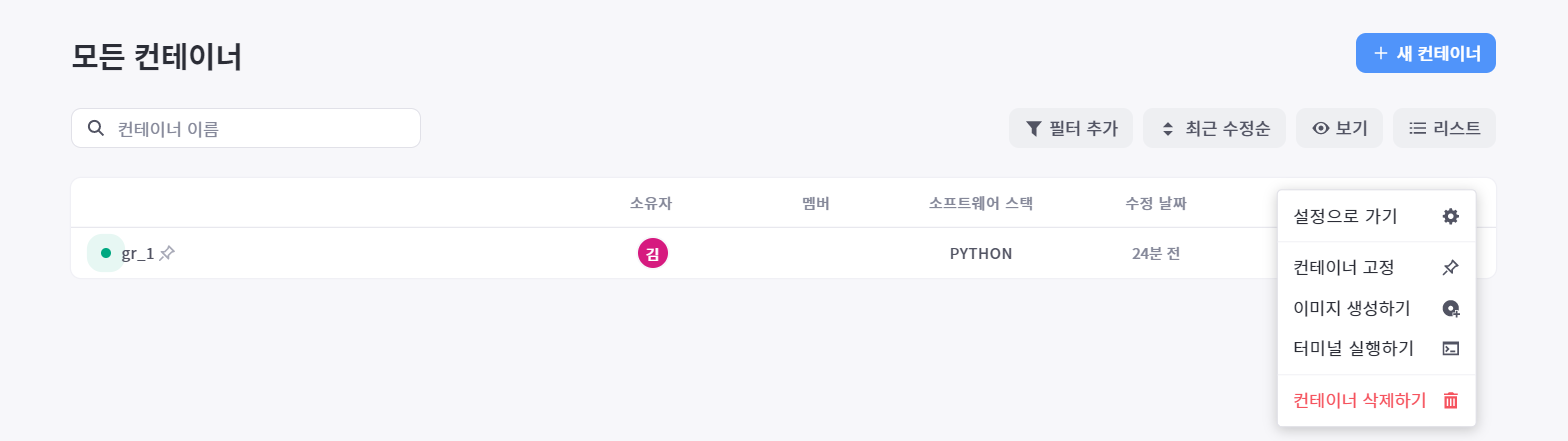 모든 컨테이너
새 컨테이너
컨테이너 이름
필터 추가
최근 수정순
보기
리스트
소유자 멤버 소프트웨어 스택 수정 날짜
gr_1 김 PYTHON 24분 전
설정으로 가기
컨테이너 고정
이미지 생성하기
터미널 실행하기
컨테이너 삭제하기